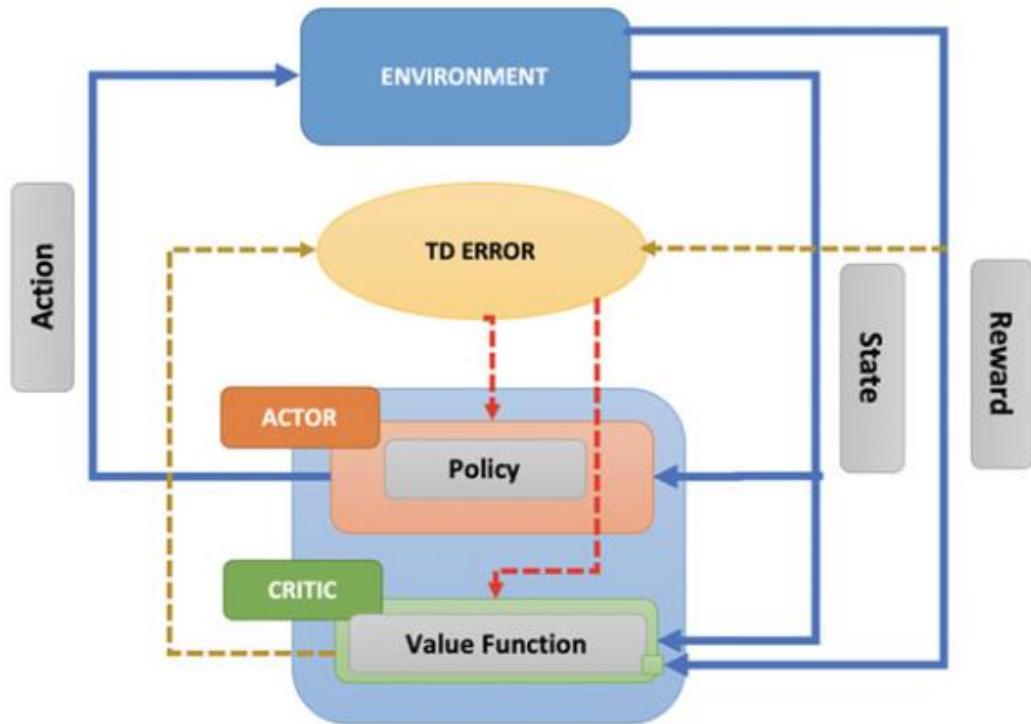 ENVIRONMENT
TD ERROR
Action
State
Reward
ACTOR
Policy
CRITIC
Value Function